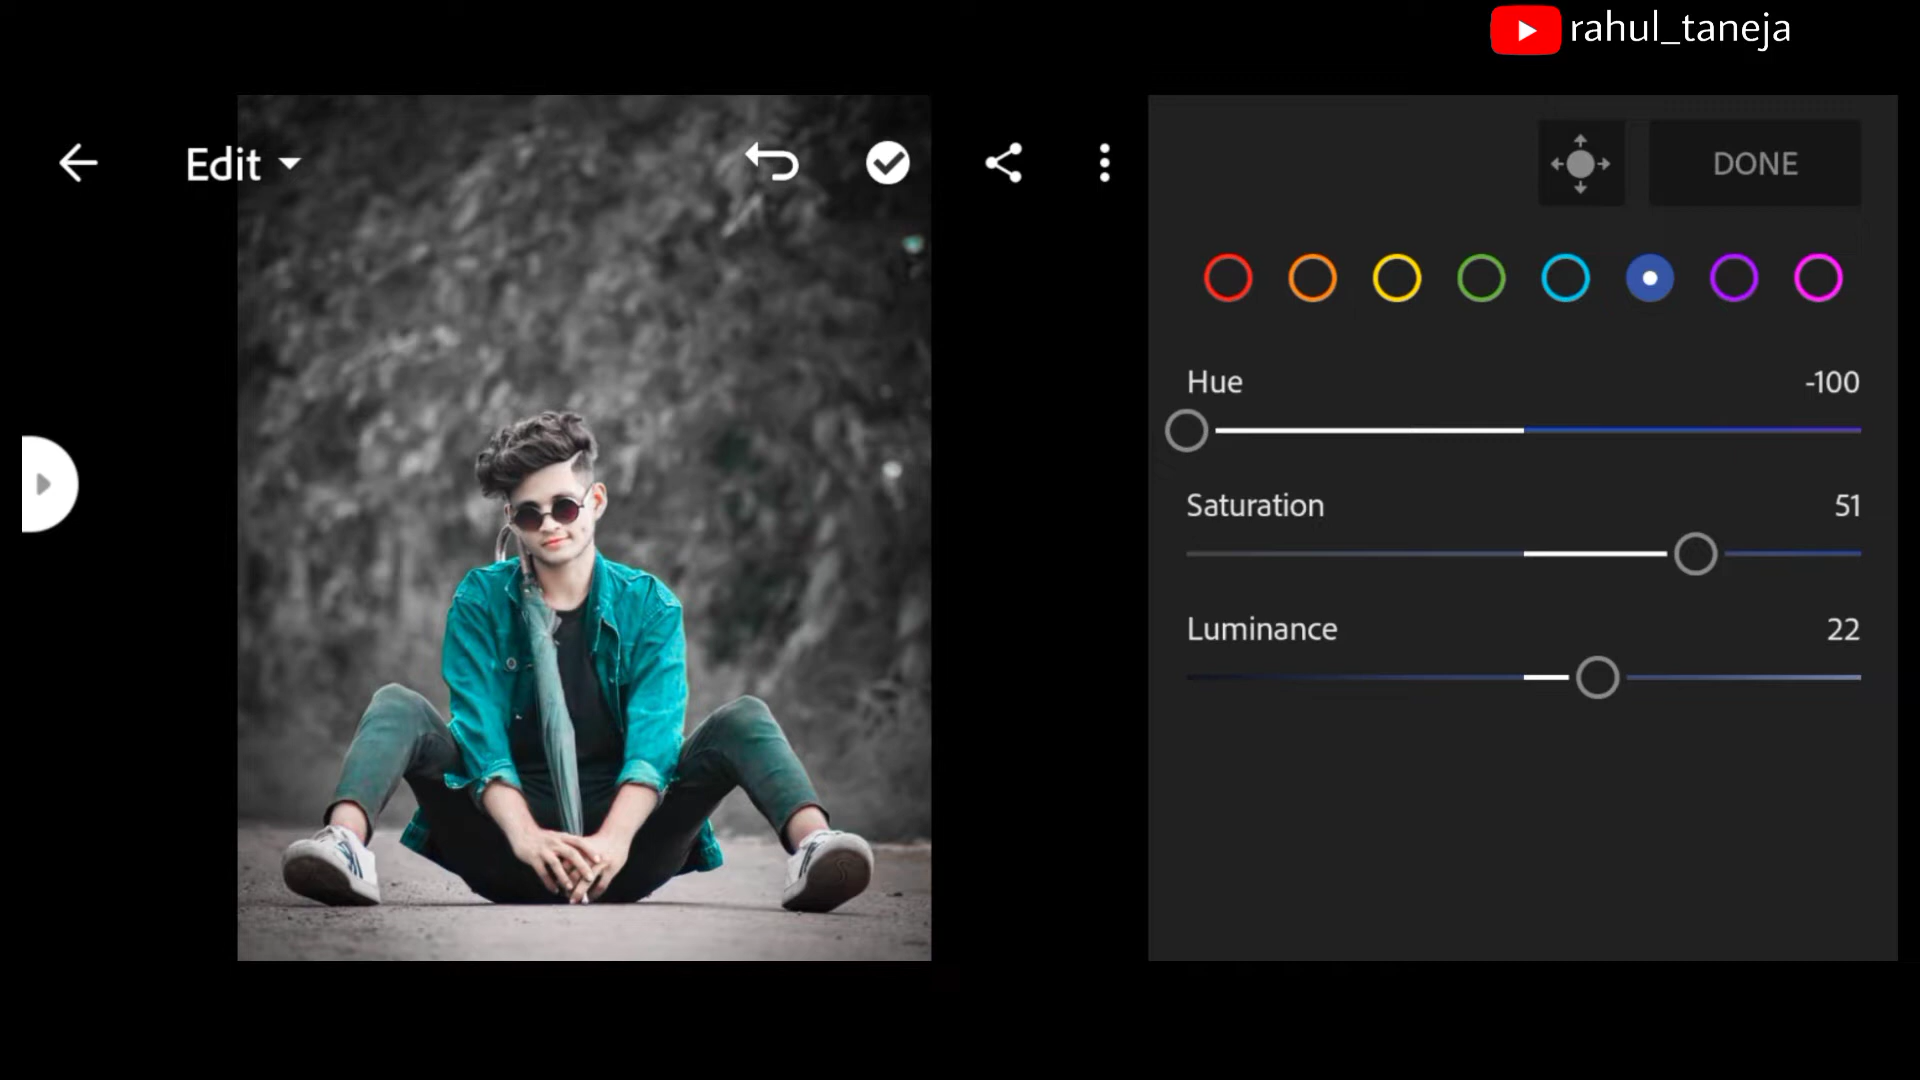 rahul_taneja
Edit
DONE
Hue -100
Saturation 51
Luminance 22